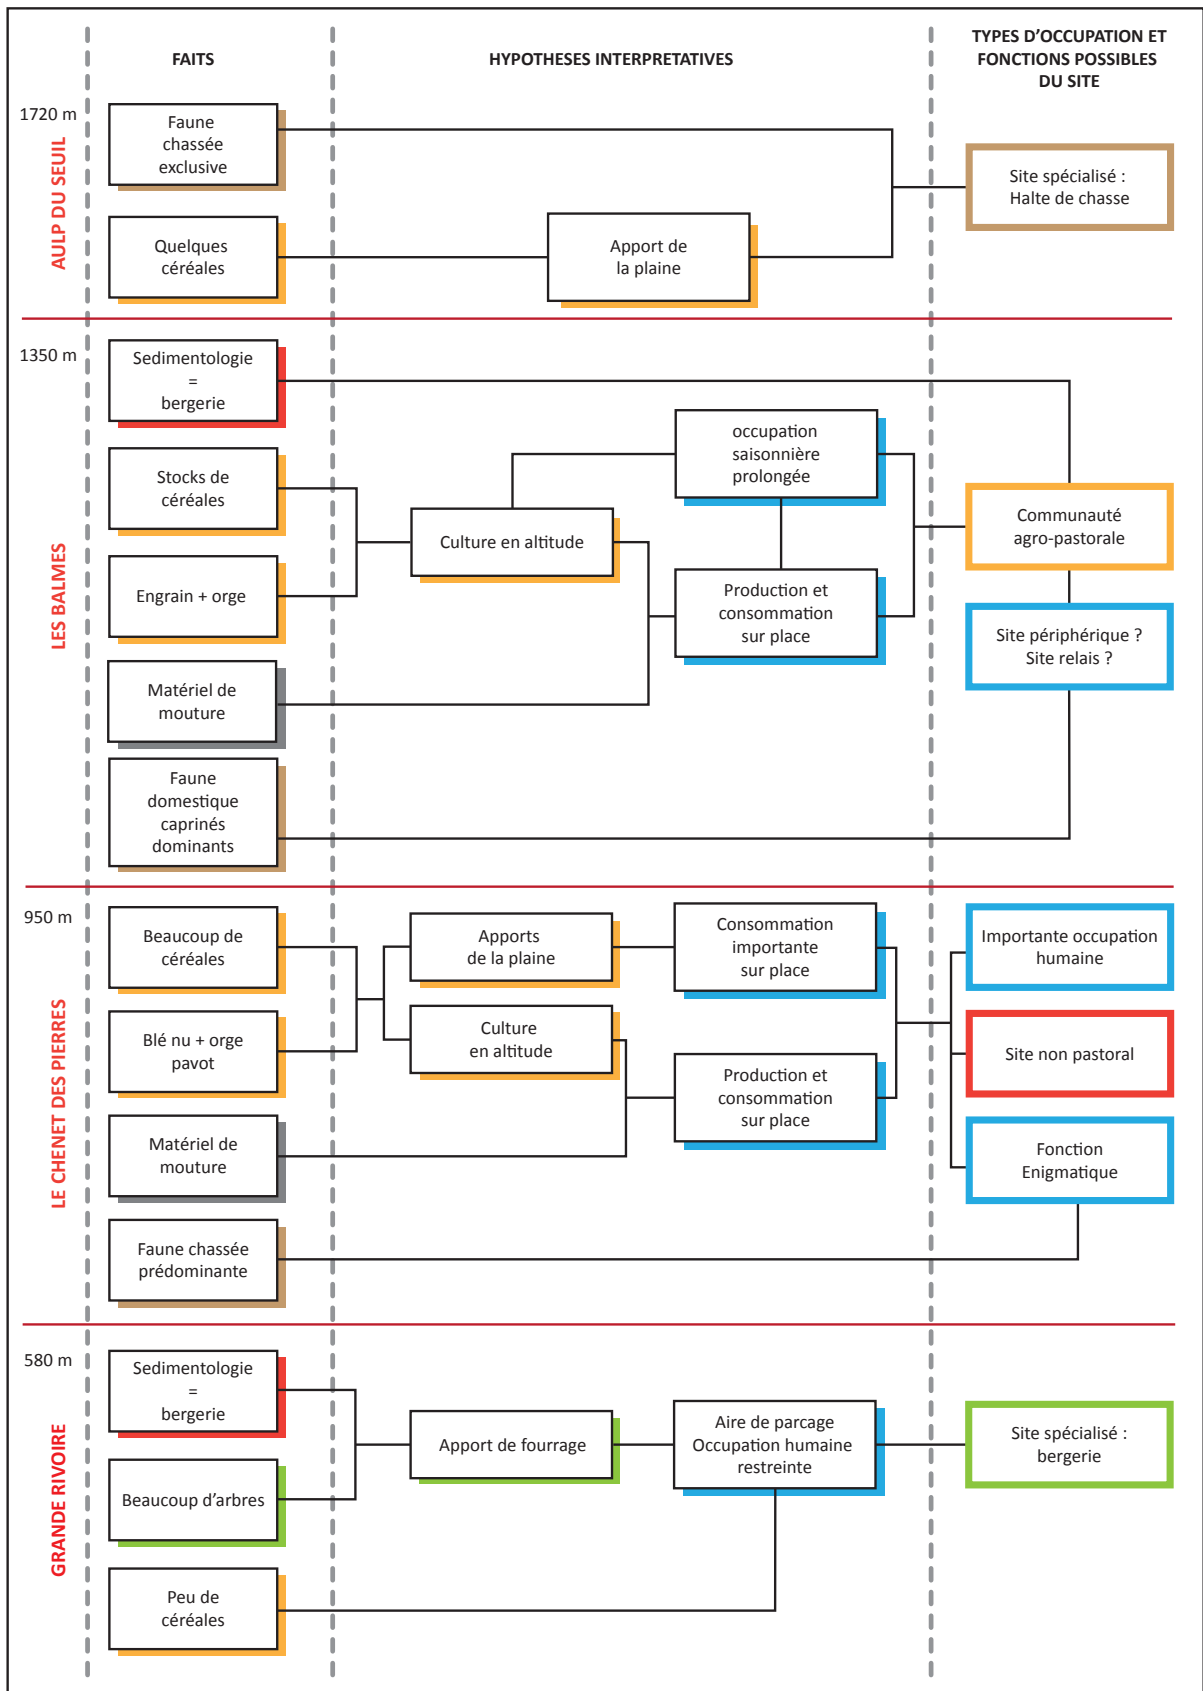 FAITS
HYPOTHESES INTERPRETATIVES
TYPES D'OCCUPATION ET
FONCTIONS POSSIBLES
DU SITE
1720 m
AULP DU SEUIL
Faune
chassée
exclusive
Quelques
céréales
Apport de
la plaine
Site spécialisé :
Halte de chasse
1350 m
LES BALMES
Sedimentologie
=
bergerie
Stocks de
céréales
Engrain + orge
Matériel de
mouture
Faune
domestique
caprinés
dominants
Culture en altitude
occupation
saisonnière
prolongée
Production et
consommation
sur place
Communauté
agro-pastorale
Site périphérique ?
Site relais ?
950 m
LE CHENET DES PIERRES
Beaucoup de
céréales
Blé nu + orge
pavot
Matériel de
mouture
Faune chassée
prédominante
Apports
de la plaine
Culture
en altitude
Consommation
importante
sur place
Production et
consommation
sur place
Importante occupation
humaine
Site non pastoral
Fonction
Enigmatique
580 m
GRANDE RIVOIRE
Sedimentologie
=
bergerie
Beaucoup d'arbres
Peu de
céréales
Apport de fourrage
Aire de parcage
Occupation humaine
restreinte
Site spécialisé :
bergerie